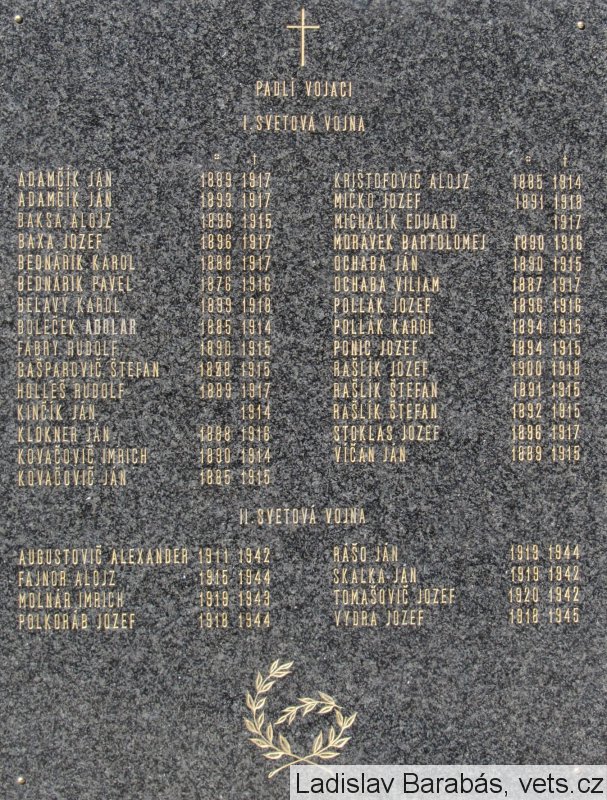 PADLÍ VOJACI
I. SVETOVÁ VOJNA
¤ †
ADAMČÍK JÁN 1889 1917
ADAMČÍK JÁN 1893 1917
BAKSA ALOJZ 1896 1915
BAXA JOZEF 1896 1917
BEDNÁRIK KAROL 1888 1917
BEDNÁRIK PAVEL 1876 1916
BELAVÝ KAROL 1899 1918
BOLEČEK ADOLAR 1885 1914
FÁBRY RUDOLF 1890 1915
GAŠPAROVIČ ŠTEFAN 1888 1915
HOLLEŠ RUDOLF 1889 1917
KINČÍK JÁN 1914
KLOKNER JÁN 1888 1916
KOVAČOVIČ IMRICH 1890 1914
KOVAČOVIČ JÁN 1885 1915
¤ †
KRIŠTOFOVIČ ALOJZ 1885 1914
MIČKO JOZEF 1891 1918
MICHALÍK EDUARD 1917
MORÁVEK BARTOLOMEJ 1890 1916
OCHABA JÁN 1890 1915
OCHABA VILIAM 1887 1917
POLLÁK JOZEF 1896 1916
POLLÁK KAROL 1894 1915
PONIC JOZEF 1894 1915
RAŠLÍK JOZEF 1900 1918
RAŠLÍK ŠTEFAN 1891 1915
RAŠLÍK ŠTEFAN 1892 1915
STOKLAS JOZEF 1896 1917
VIČAN JÁN 1889 1915
II. SVETOVÁ VOJNA
AUGUSTOVIČ ALEXANDER 1911 1942
FAJNOR ALOJZ 1915 1944
MOLNÁR IMRICH 1919 1943
POLKORÁB JOZEF 1918 1944
RÁŠO JÁN 1919 1944
SKALKA JÁN 1919 1942
TOMAŠOVIČ JOZEF 1920 1942
VYDRA JOZEF 1918 1945
Ladislav Barabás, vets.cz